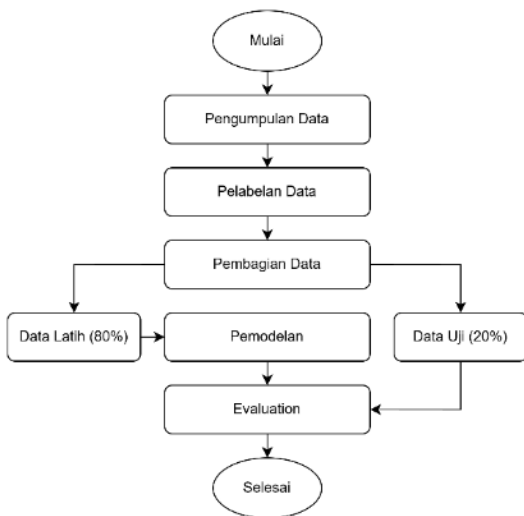 Mulai
Pengumpulan Data
Pelabelan Data
Pembagian Data
Data Latih (80%)
Pemodelan
Data Uji (20%)
Evaluation
Selesai